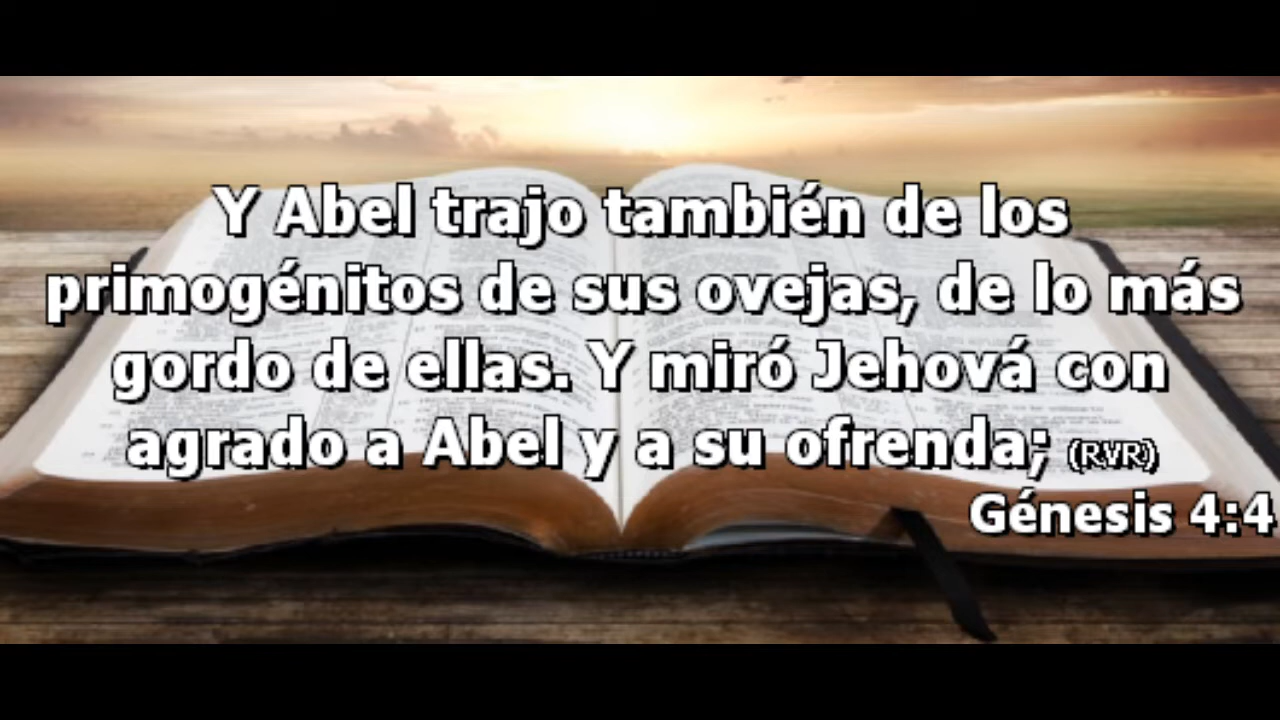 Y Abel trajo también de los
primogénitos de sus ovejas, de lo más
gordo de ellas. Y miró Jehová con
agrado a Abel y a su ofrenda; (RVR)
Génesis 4:4